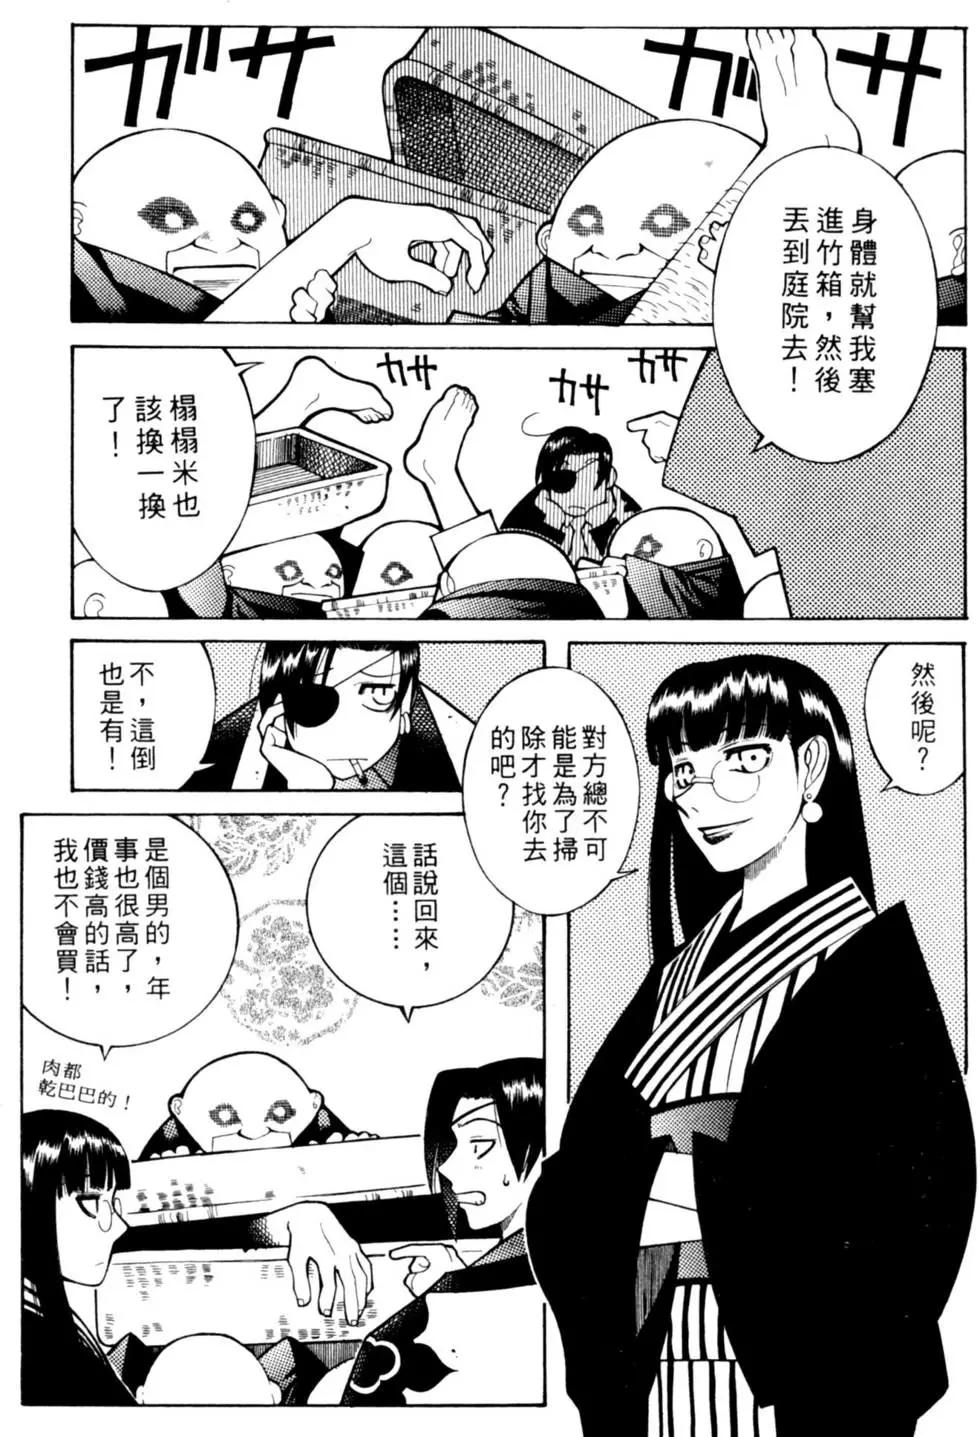 ガサ
ガサ
身體就幫我塞
進竹箱，然後
丟到庭院去！
ガサ
ガサ
榻榻米也
該換一換
了！
然後呢？
對方總不可
能是為了掃
除才找你去
的吧？
不，這倒
也是有！
話說回來，
這個……
是個男的，年
事也很高了，
價錢高的話，
我也不會買！
肉都
乾巴巴的！